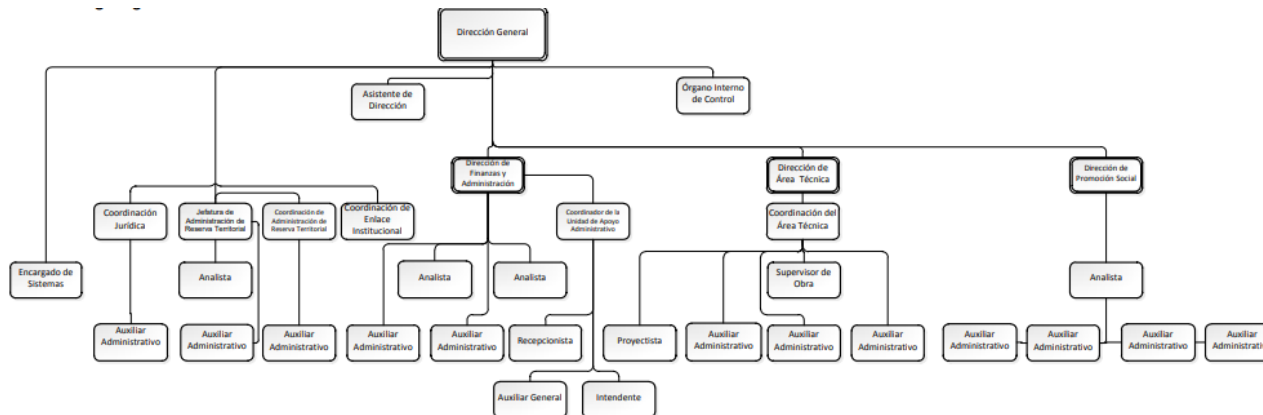 Dirección General
Asistente de
Dirección
Órgano Interno
de Control
Dirección de
Finanzas y
Administración
Dirección de
Área Técnica
Dirección de
Promoción Social
Coordinación
Jurídica
Jefatura de
Administración de
Reserva Territorial
Coordinación de
Administración de
Reserva Territorial
Coordinación de
Enlace
Institucional
Coordinador de la
Unidad de Apoyo
Administrativo
Coordinación del
Área Técnica
Encargado de
Sistemas
Analista
Analista
Analista
Supervisor de
Obra
Analista
Auxiliar
Administrativo
Auxiliar
Administrativo
Auxiliar
Administrativo
Auxiliar
Administrativo
Auxiliar
Administrativo
Recepcionista
Proyectista
Auxiliar
Administrativo
Auxiliar
Administrativo
Auxiliar
Administrativo
Auxiliar
Administrativo
Auxiliar
Administrativo
Auxiliar
Administrativo
Auxiliar
Administrativo
Auxiliar General
Intendente